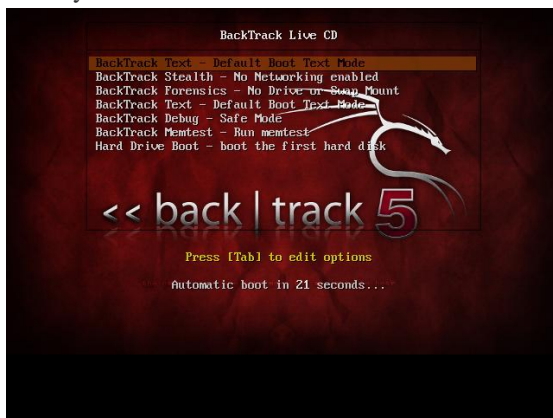 BackTrack Live CD
BackTrack Text - Default Boot Text Mode
BackTrack Stealth - No Networking enabled
BackTrack Forensics - No Drive or Swap Mount
BackTrack Text - Default Boot Text Mode
BackTrack Debug - Safe Mode
BackTrack Memtest - Run memtest
Hard Drive Boot - boot the first hard disk
<< back | track 5
Press [Tab] to edit options
Automatic boot in 21 seconds...